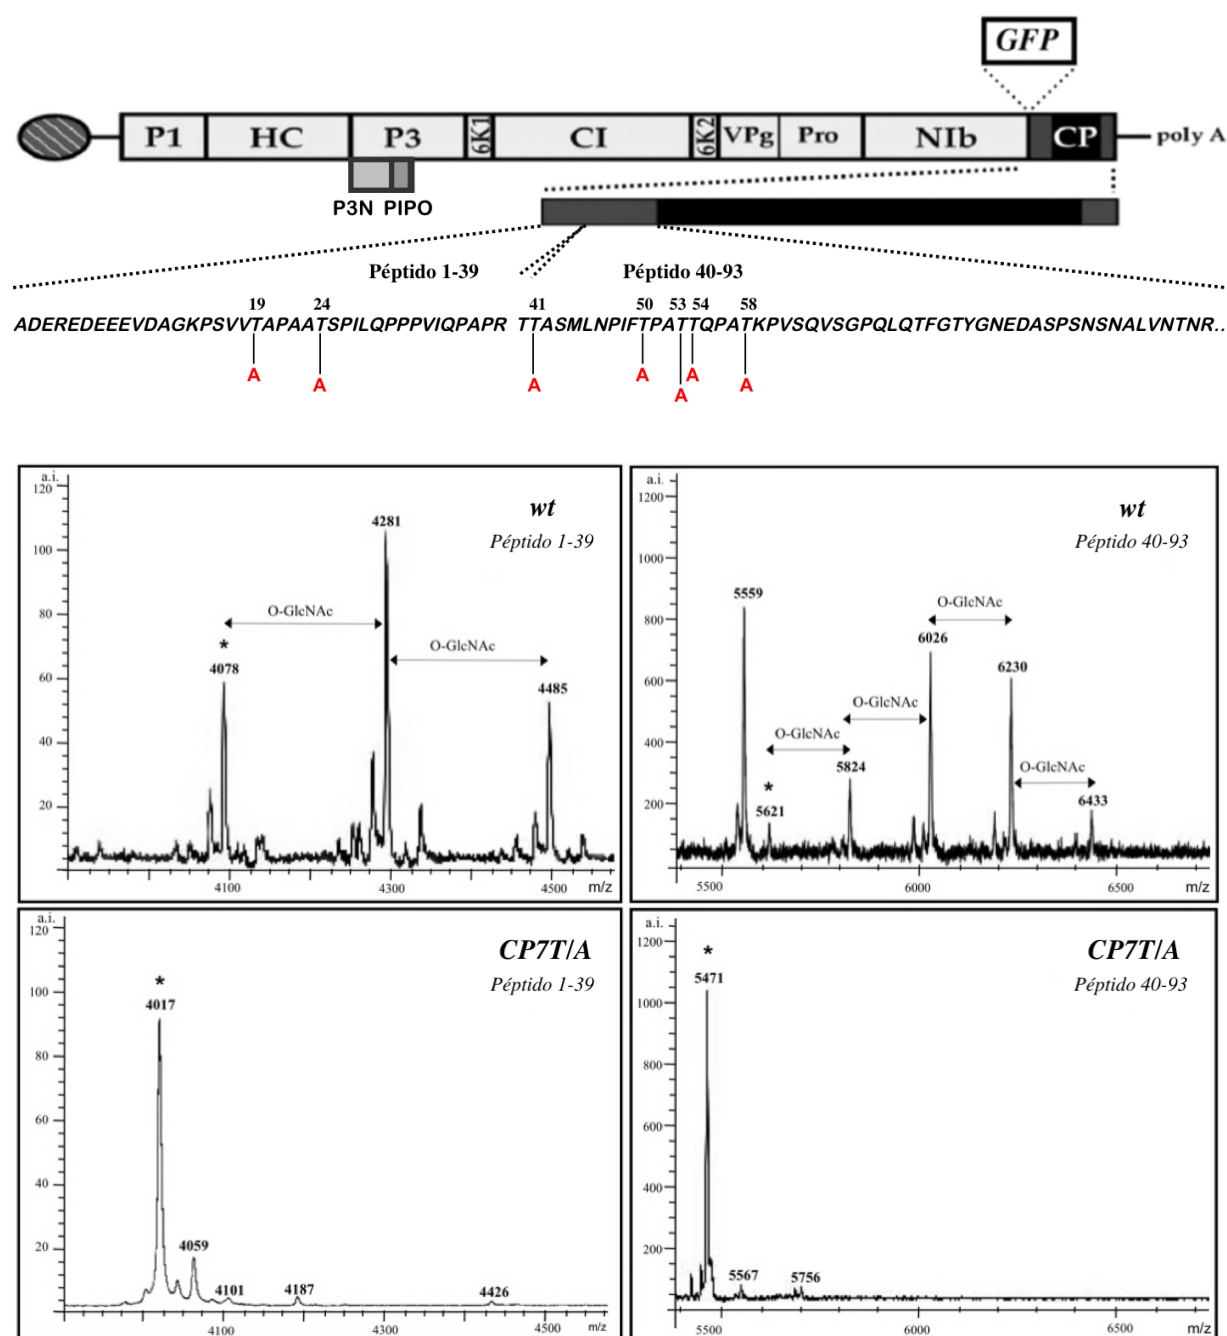 GFP
P1 HC P3 6K1 CI 6K2 VPg Pro NIb CP poly A
P3N PIPO
Péptido 1-39 Péptido 40-93
19 24 41 50 53 54 58
ADEREDEEEVDAGKPSVVTAPAATSPILQPPPVIQPAPR TTASMLNPIFTPATTQPATKPVSQVSGPQLQTFGTYGNEDASPSNSNALVNTNR..
A A A A A A A
a.i.
120
100
80
60
40
20
wt
Péptido 1-39
4281
O-GlcNAc
O-GlcNAc
*
4078
4485
4100 4300 4500 m/z
a.i.
1200
1000
800
600
400
200
wt
Péptido 40-93
5559
O-GlcNAc
6026
6230
O-GlcNAc
O-GlcNAc
5824
O-GlcNAc
*
5621
6433
5500 6000 6500 m/z
a.i.
120
100
80
60
40
20
CP7T/A
Péptido 1-39
*
4017
4059
4101
4187
4426
4100 4300 4500 m/z
a.i.
1200
1000
800
600
400
200
CP7T/A
Péptido 40-93
*
5471
5567
5756
5500 6000 6500 m/z